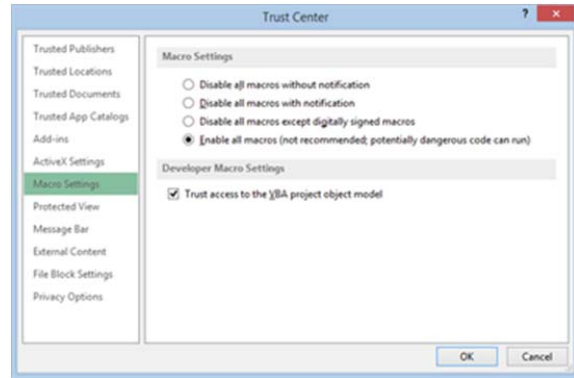 Trust Center
?
×
Trusted Publishers
Trusted Locations
Trusted Documents
Trusted App Catalogs
Add-ins
ActiveX Settings
Macro Settings
Protected View
Message Bar
External Content
File Block Settings
Privacy Options
Macro Settings
Disable all macros without notification
Disable all macros with notification
Disable all macros except digitally signed macros
Enable all macros (not recommended; potentially dangerous code can run)
Developer Macro Settings
Trust access to the VBA project object model
OK
Cancel